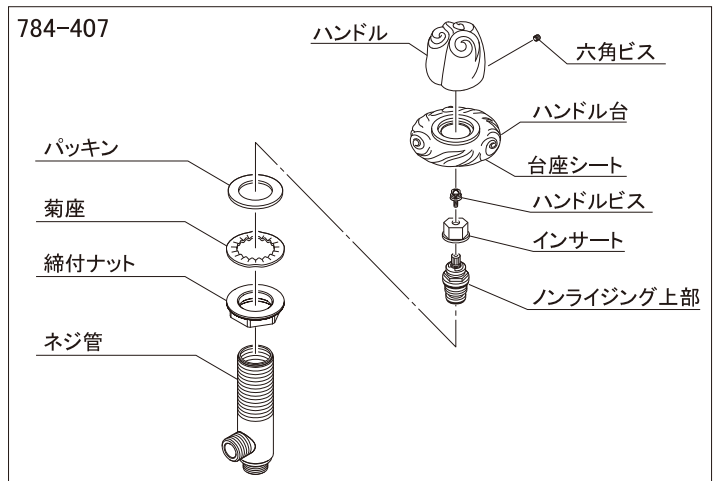 784-407
ハンドル
六角ビス
ハンドル台
台座シート
ハンドルビス
インサート
ノンライジング上部
パッキン
菊座
締付ナット
ネジ管